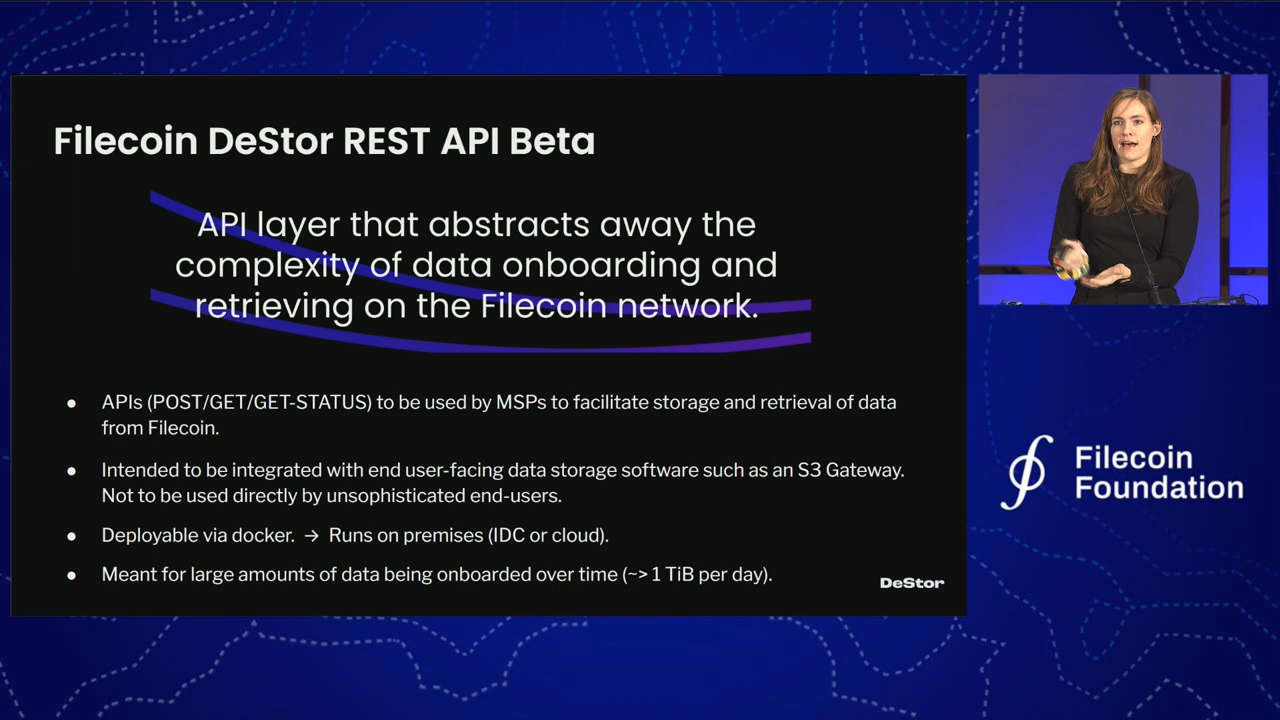 Filecoin DeStor REST API Beta
API layer that abstracts away the
complexity of data onboarding and
retrieving on the Filecoin network.
● APIs (POST/GET/GET-STATUS) to be used by MSPs to facilitate storage and retrieval of data
from Filecoin.
● Intended to be integrated with end user-facing data storage software such as an S3 Gateway.
Not to be used directly by unsophisticated end-users.
● Deployable via docker. → Runs on premises (IDC or cloud).
● Meant for large amounts of data being onboarded over time (~> 1 TiB per day).
DeStor
Filecoin
Foundation